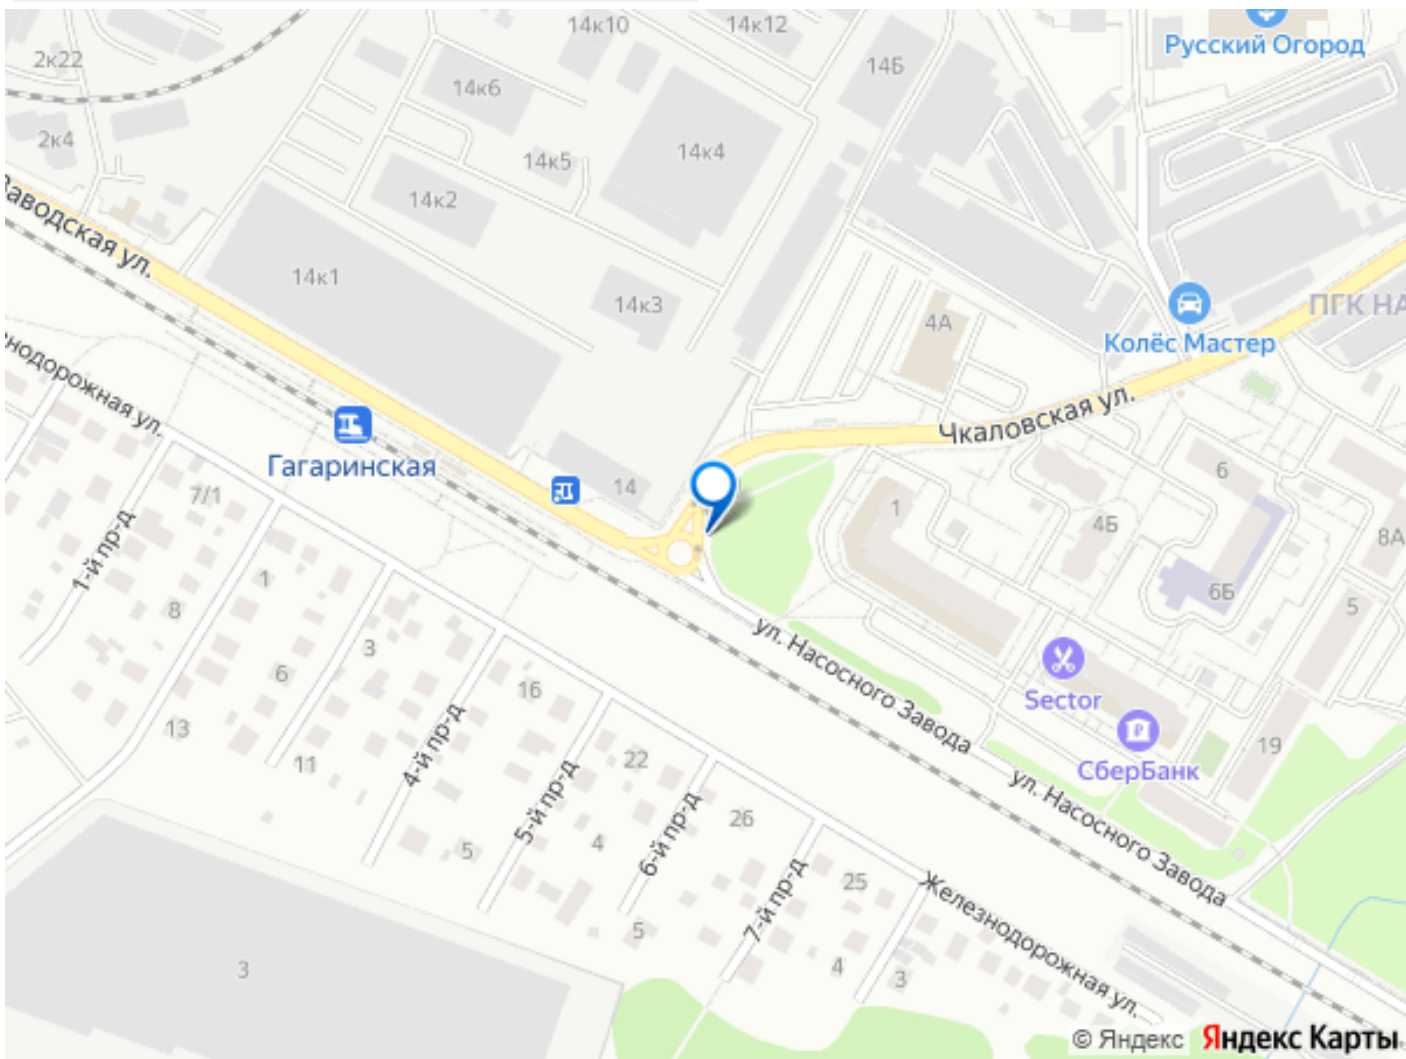 14к10
14к12
Русский Огород
2к22
14Б
14к6
2к4
14к4
14к5
14к2
Заводская ул.
14к1
14к3
4А
ПГК НА
Колёс Мастер
Чкаловская ул.
Гагаринская
нодорожная ул.
7/1
14
1
6
4Б
8А
1-й пр-д
1
8
6Б
5
3
ул. Насосного Завода
6
16
Sector
13
4-й пр-д
22
19
11
СберБанк
5-й пр-д
ул. Насосного Завода
26
6-й пр-д
4
5
25
7-й пр-д
Железнодорожная ул.
5
3
4
3
© Яндекс Яндекс Карты